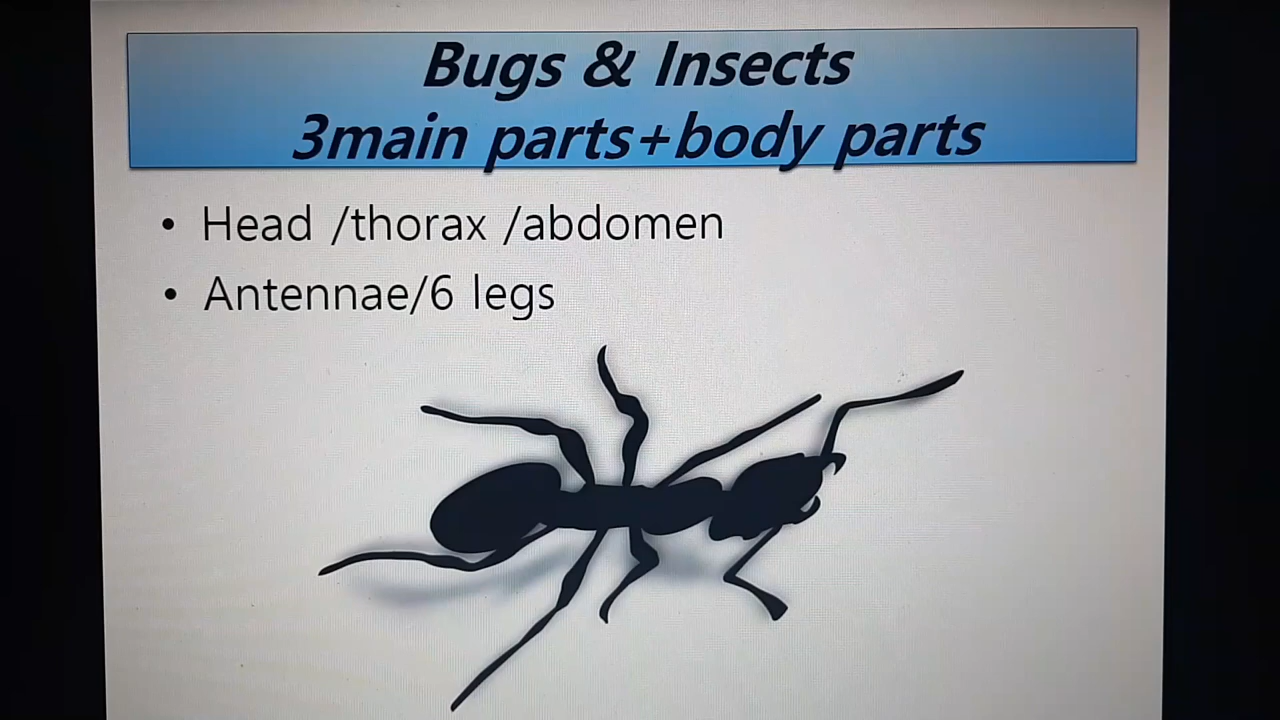 Bugs & Insects
3main parts+body parts
• Head /thorax /abdomen
• Antennae/6 legs